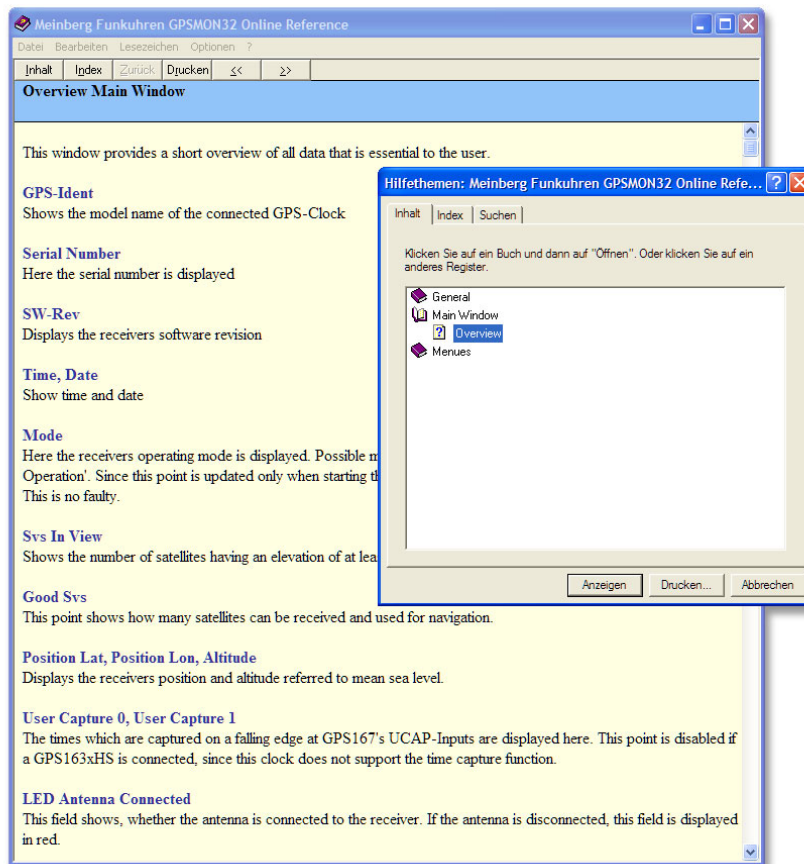 Meinberg Funkuhren GPSMON32 Online Reference
Datei Bearbeiten Lesezeichen Optionen ?
Inhalt Index Zurück Drucken << >>
Overview Main Window
This window provides a short overview of all data that is essential to the user.
GPS-Ident
Shows the model name of the connected GPS-Clock
Serial Number
Here the serial number is displayed
SW-Rev
Displays the receivers software revision
Time, Date
Show time and date
Mode
Here the receivers operating mode is displayed. Possible
Operation'. Since this point is updated only when starting
This is no faulty.
Svs In View
Shows the number of satellites having an elevation of at
Good Svs
This point shows how many satellites can be received and used for navigation.
Position Lat, Position Lon, Altitude
Displays the receivers position and altitude referred to mean sea level.
User Capture 0, User Capture 1
The times which are captured on a falling edge at GPS167's UCAP-Inputs are displayed here. This point is disabled if
a GPS163xHS is connected, since this clock does not support the time capture function.
LED Antenna Connected
This field shows, whether the antenna is connected to the receiver. If the antenna is disconnected, this field is displayed
in red.
Hilfethemen: Meinberg Funkuhren GPSMON32 Online Refe...
Inhalt Index Suchen
Klicken Sie auf ein Buch und dann auf "Öffnen". Oder klicken Sie auf ein
anderes Register.
General
Main Window
Overview
Menues
Anzeigen Drucken... Abbrechen